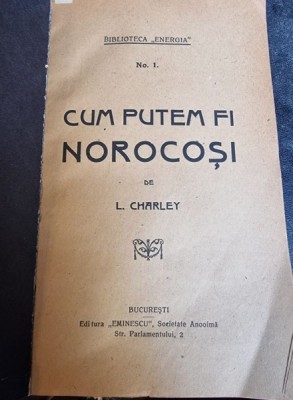 BIBLIOTECA „ENERGIA"
No. 1.
CUM PUTEM FI
NOROCOȘI
DE
L. CHARLEY
BUCUREȘTI
Editura „EMINESCU", Societate Anonimă
Str. Parlamentului, 2